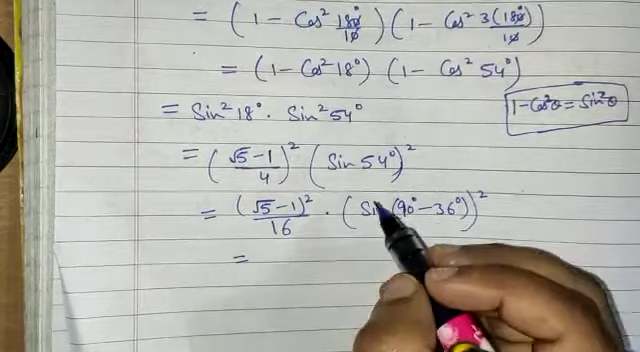 = (1 - Cos² 180°/10) (1 - Cos² 3(180°)/10)
= (1 - Cos² 18°) (1 - Cos² 54°)
1 - Cos²θ = Sin²θ
= Sin² 18° . Sin² 54°
= ((√5 - 1)/4)² (Sin 54°)²
= (√5 - 1)²/16 . (Sin (90° - 36°))²
=